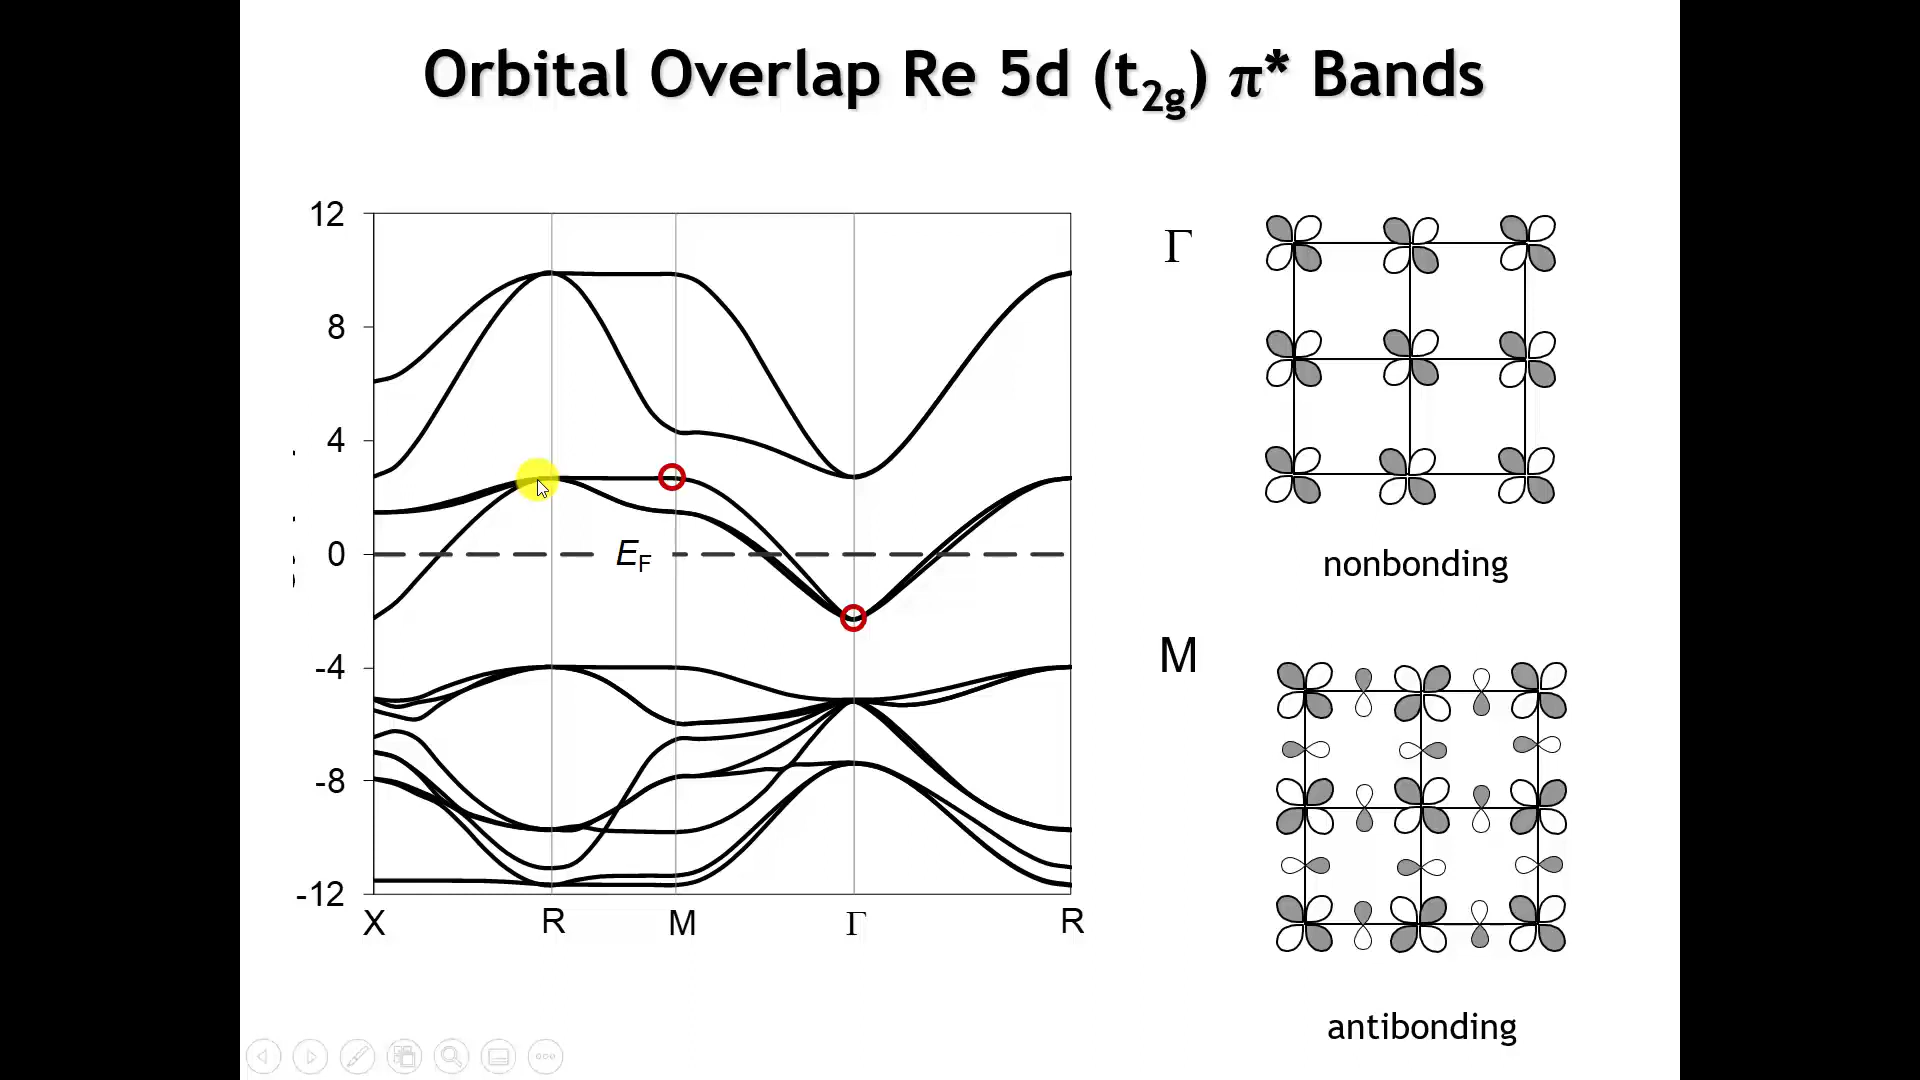 Orbital Overlap Re 5d (t2g) π* Bands
12
8
4
0
-4
-8
-12
EF
X R M Γ R
Γ
nonbonding
M
antibonding